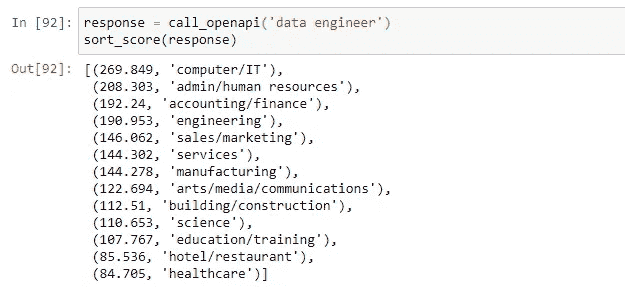 In [92]: response = call_openapi('data engineer')
sort_score(response)
Out[92]: [(269.849, 'computer/IT'),
(208.303, 'admin/human resources'),
(192.24, 'accounting/finance'),
(190.953, 'engineering'),
(146.062, 'sales/marketing'),
(144.302, 'services'),
(144.278, 'manufacturing'),
(122.694, 'arts/media/communications'),
(112.51, 'building/construction'),
(110.653, 'science'),
(107.767, 'education/training'),
(85.536, 'hotel/restaurant'),
(84.705, 'healthcare')]